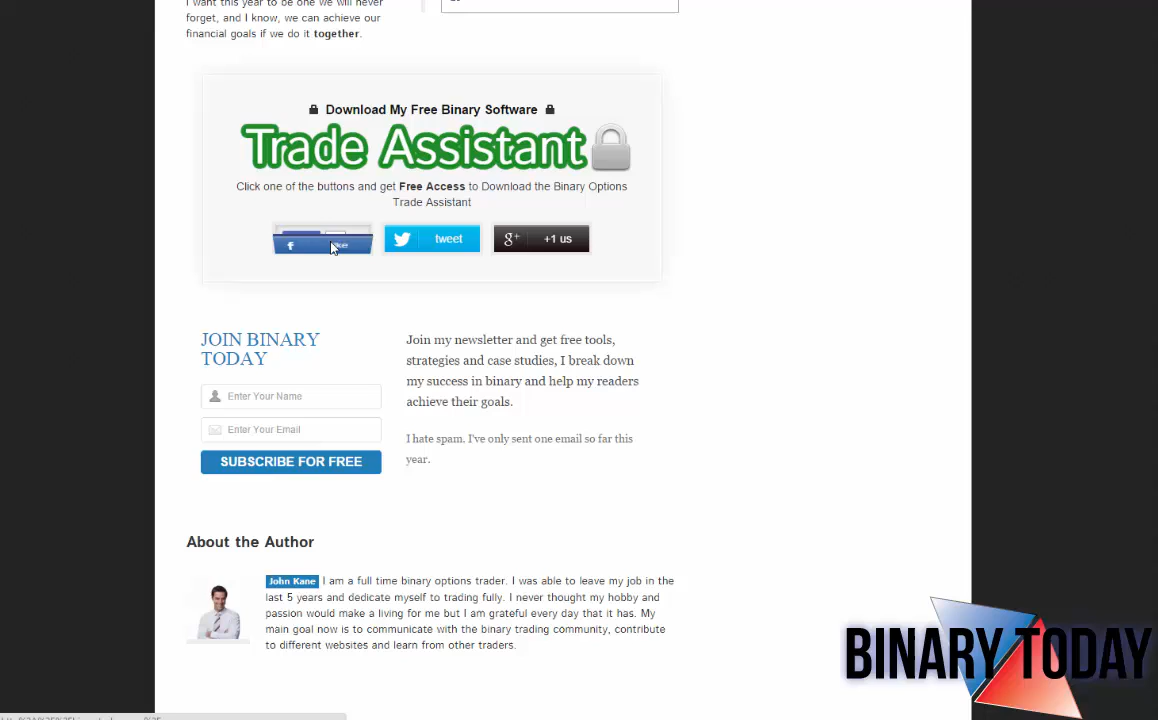 I want this year to be one we will never
forget, and I know, we can achieve our
financial goals if we do it together.
Download My Free Binary Software
Trade Assistant
Click one of the buttons and get Free Access to Download the Binary Options
Trade Assistant
tweet
+1 us
JOIN BINARY
TODAY
Enter Your Name
Enter Your Email
SUBSCRIBE FOR FREE
Join my newsletter and get free tools,
strategies and case studies, I break down
my success in binary and help my readers
achieve their goals.
I hate spam. I've only sent one email so far this
year.
About the Author
John Kane I am a full time binary options trader. I was able to leave my job in the
last 5 years and dedicate myself to trading fully. I never thought my hobby and
passion would make a living for me but I am grateful every day that it has. My
main goal now is to communicate with the binary trading community, contribute
to different websites and learn from other traders.
BINARY TODAY